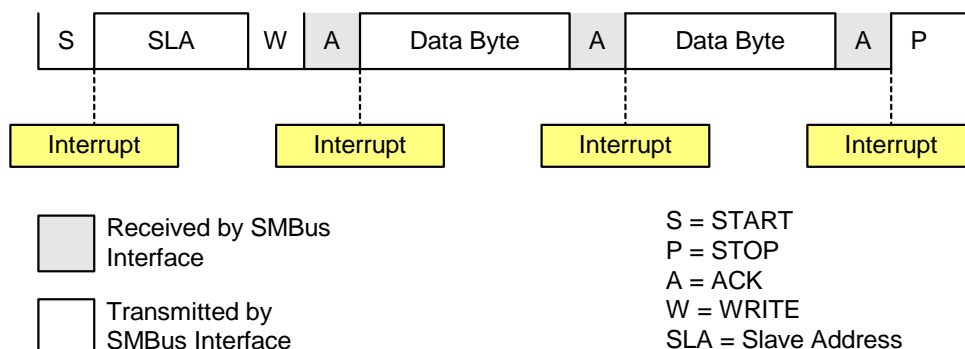 S SLA W A Data Byte A Data Byte A P
Interrupt Interrupt Interrupt Interrupt
Received by SMBus
Interface
Transmitted by
SMBus Interface
S = START
P = STOP
A = ACK
W = WRITE
SLA = Slave Address